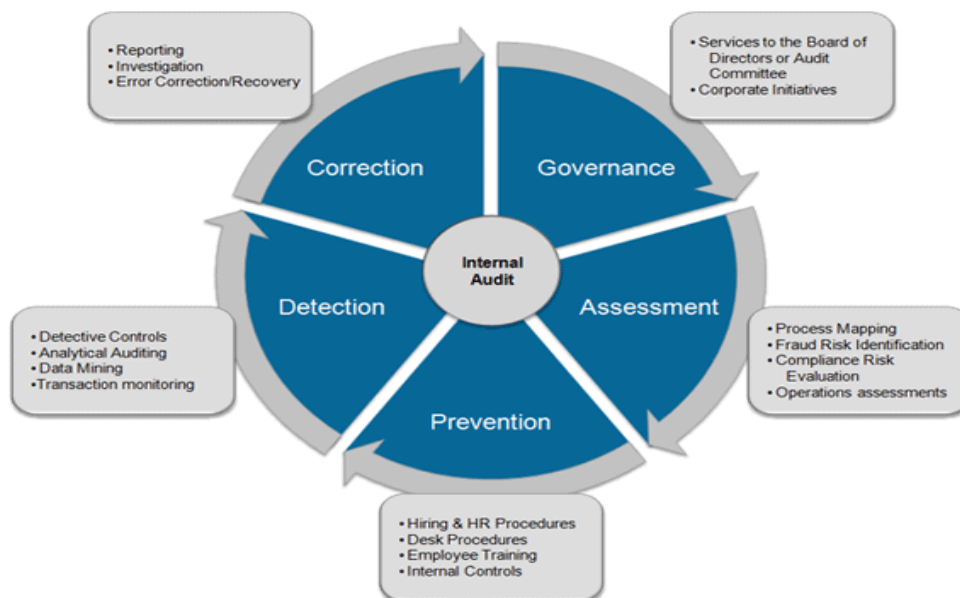 • Reporting
• Investigation
• Error Correction/Recovery
• Services to the Board of
Directors or Audit
Committee
• Corporate Initiatives
Correction
Governance
Internal
Audit
Detection
Assessment
• Detective Controls
• Analytical Auditing
• Data Mining
• Transaction monitoring
• Process Mapping
• Fraud Risk Identification
• Compliance Risk
Evaluation
• Operations assessments
Prevention
• Hiring & HR Procedures
• Desk Procedures
• Employee Training
• Internal Controls